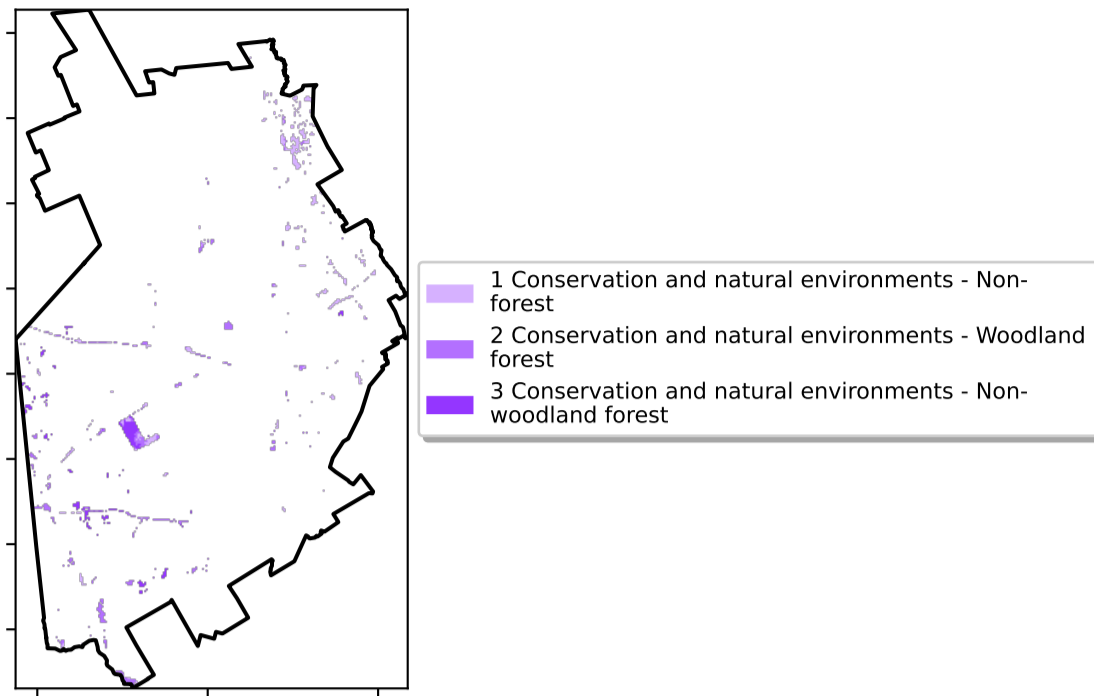 1 Conservation and natural environments - Non-
forest
2 Conservation and natural environments - Woodland
forest
3 Conservation and natural environments - Non-
woodland forest